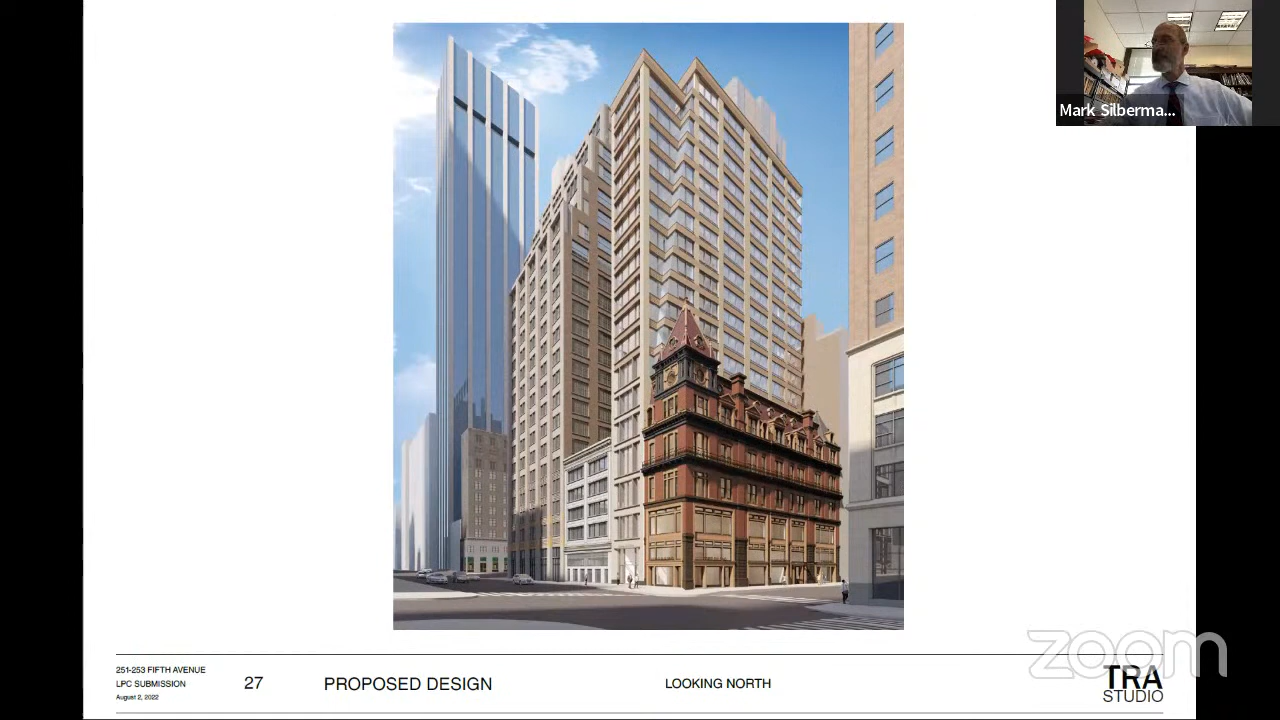 Mark Silberma...
251-253 FIFTH AVENUE
LPC SUBMISSION
August 2, 2022
27
PROPOSED DESIGN
LOOKING NORTH
zoom
TRA
STUDIO